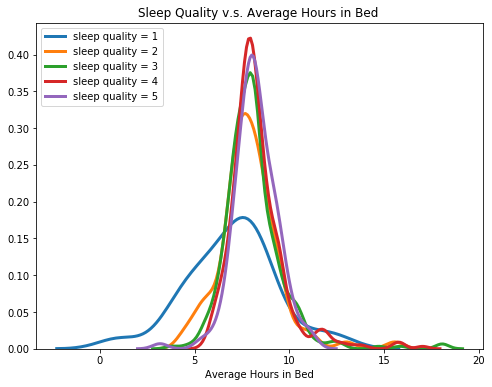 Sleep Quality v.s. Average Hours in Bed
sleep quality = 1
sleep quality = 2
sleep quality = 3
sleep quality = 4
sleep quality = 5
0.40
0.35
0.30
0.25
0.20
0.15
0.10
0.05
0.00
0 5 10 15 20
Average Hours in Bed